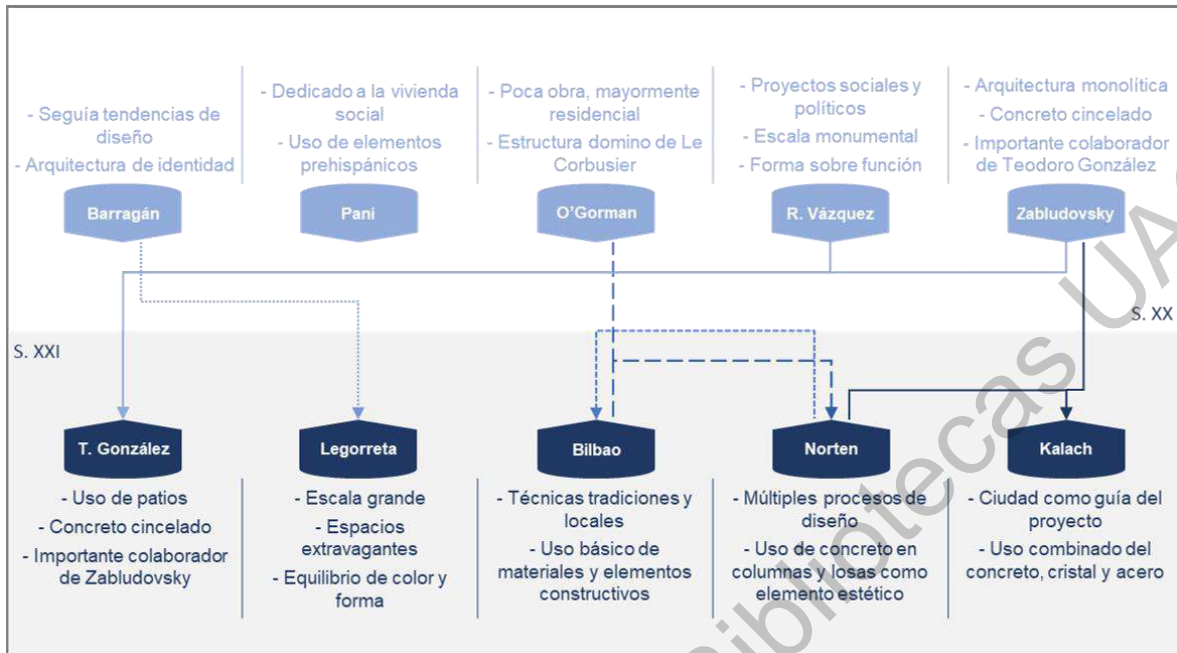 - Seguía tendencias de
diseño
- Arquitectura de identidad
Barragán
- Dedicado a la vivienda
social
- Uso de elementos
prehispánicos
Pani
- Poca obra, mayormente
residencial
- Estructura domino de Le
Corbusier
O'Gorman
- Proyectos sociales y
políticos
- Escala monumental
- Forma sobre función
R. Vázquez
- Arquitectura monolítica
- Concreto cincelado
- Importante colaborador
de Teodoro González
Zabludovsky
S. XX
S. XXI
T. González
- Uso de patios
- Concreto cincelado
- Importante colaborador
de Zabludovsky
Legorreta
- Escala grande
- Espacios
extravagantes
- Equilibrio de color y
forma
Bilbao
- Técnicas tradiciones y
locales
- Uso básico de
materiales y elementos
constructivos
Norten
- Múltiples procesos de
diseño
- Uso de concreto en
columnas y losas como
elemento estético
Kalach
- Ciudad como guía del
proyecto
- Uso combinado del
concreto, cristal y acero
Bibliotecas UA